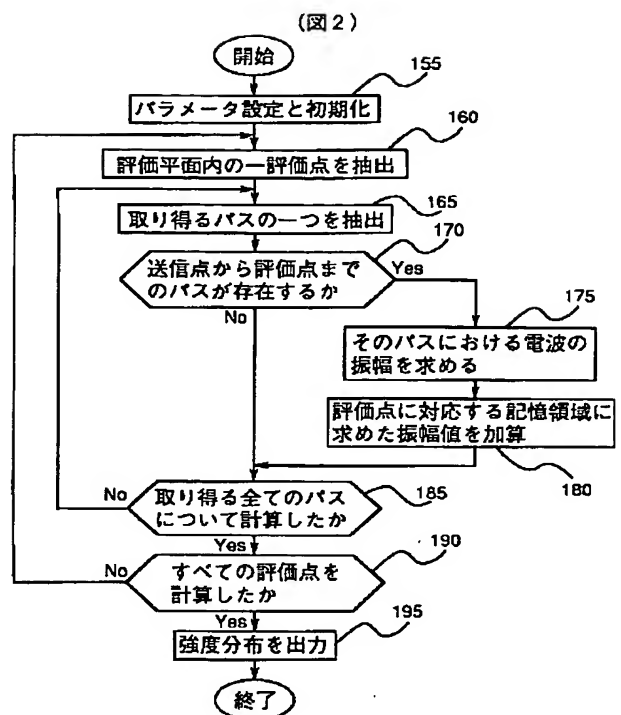 (図2)
開始
155
パラメータ設定と初期化
160
評価平面内の一評価点を抽出
165
取り得るパスの一つを抽出
170
送信点から評価点まで
のパスが存在するか
Yes
No
175
そのパスにおける電波の
振幅を求める
評価点に対応する記憶領域に
求めた振幅値を加算
180
No
取り得る全てのパス
について計算したか
185
Yes
190
No
すべての評価点を
計算したか
Yes
195
強度分布を出力
終了